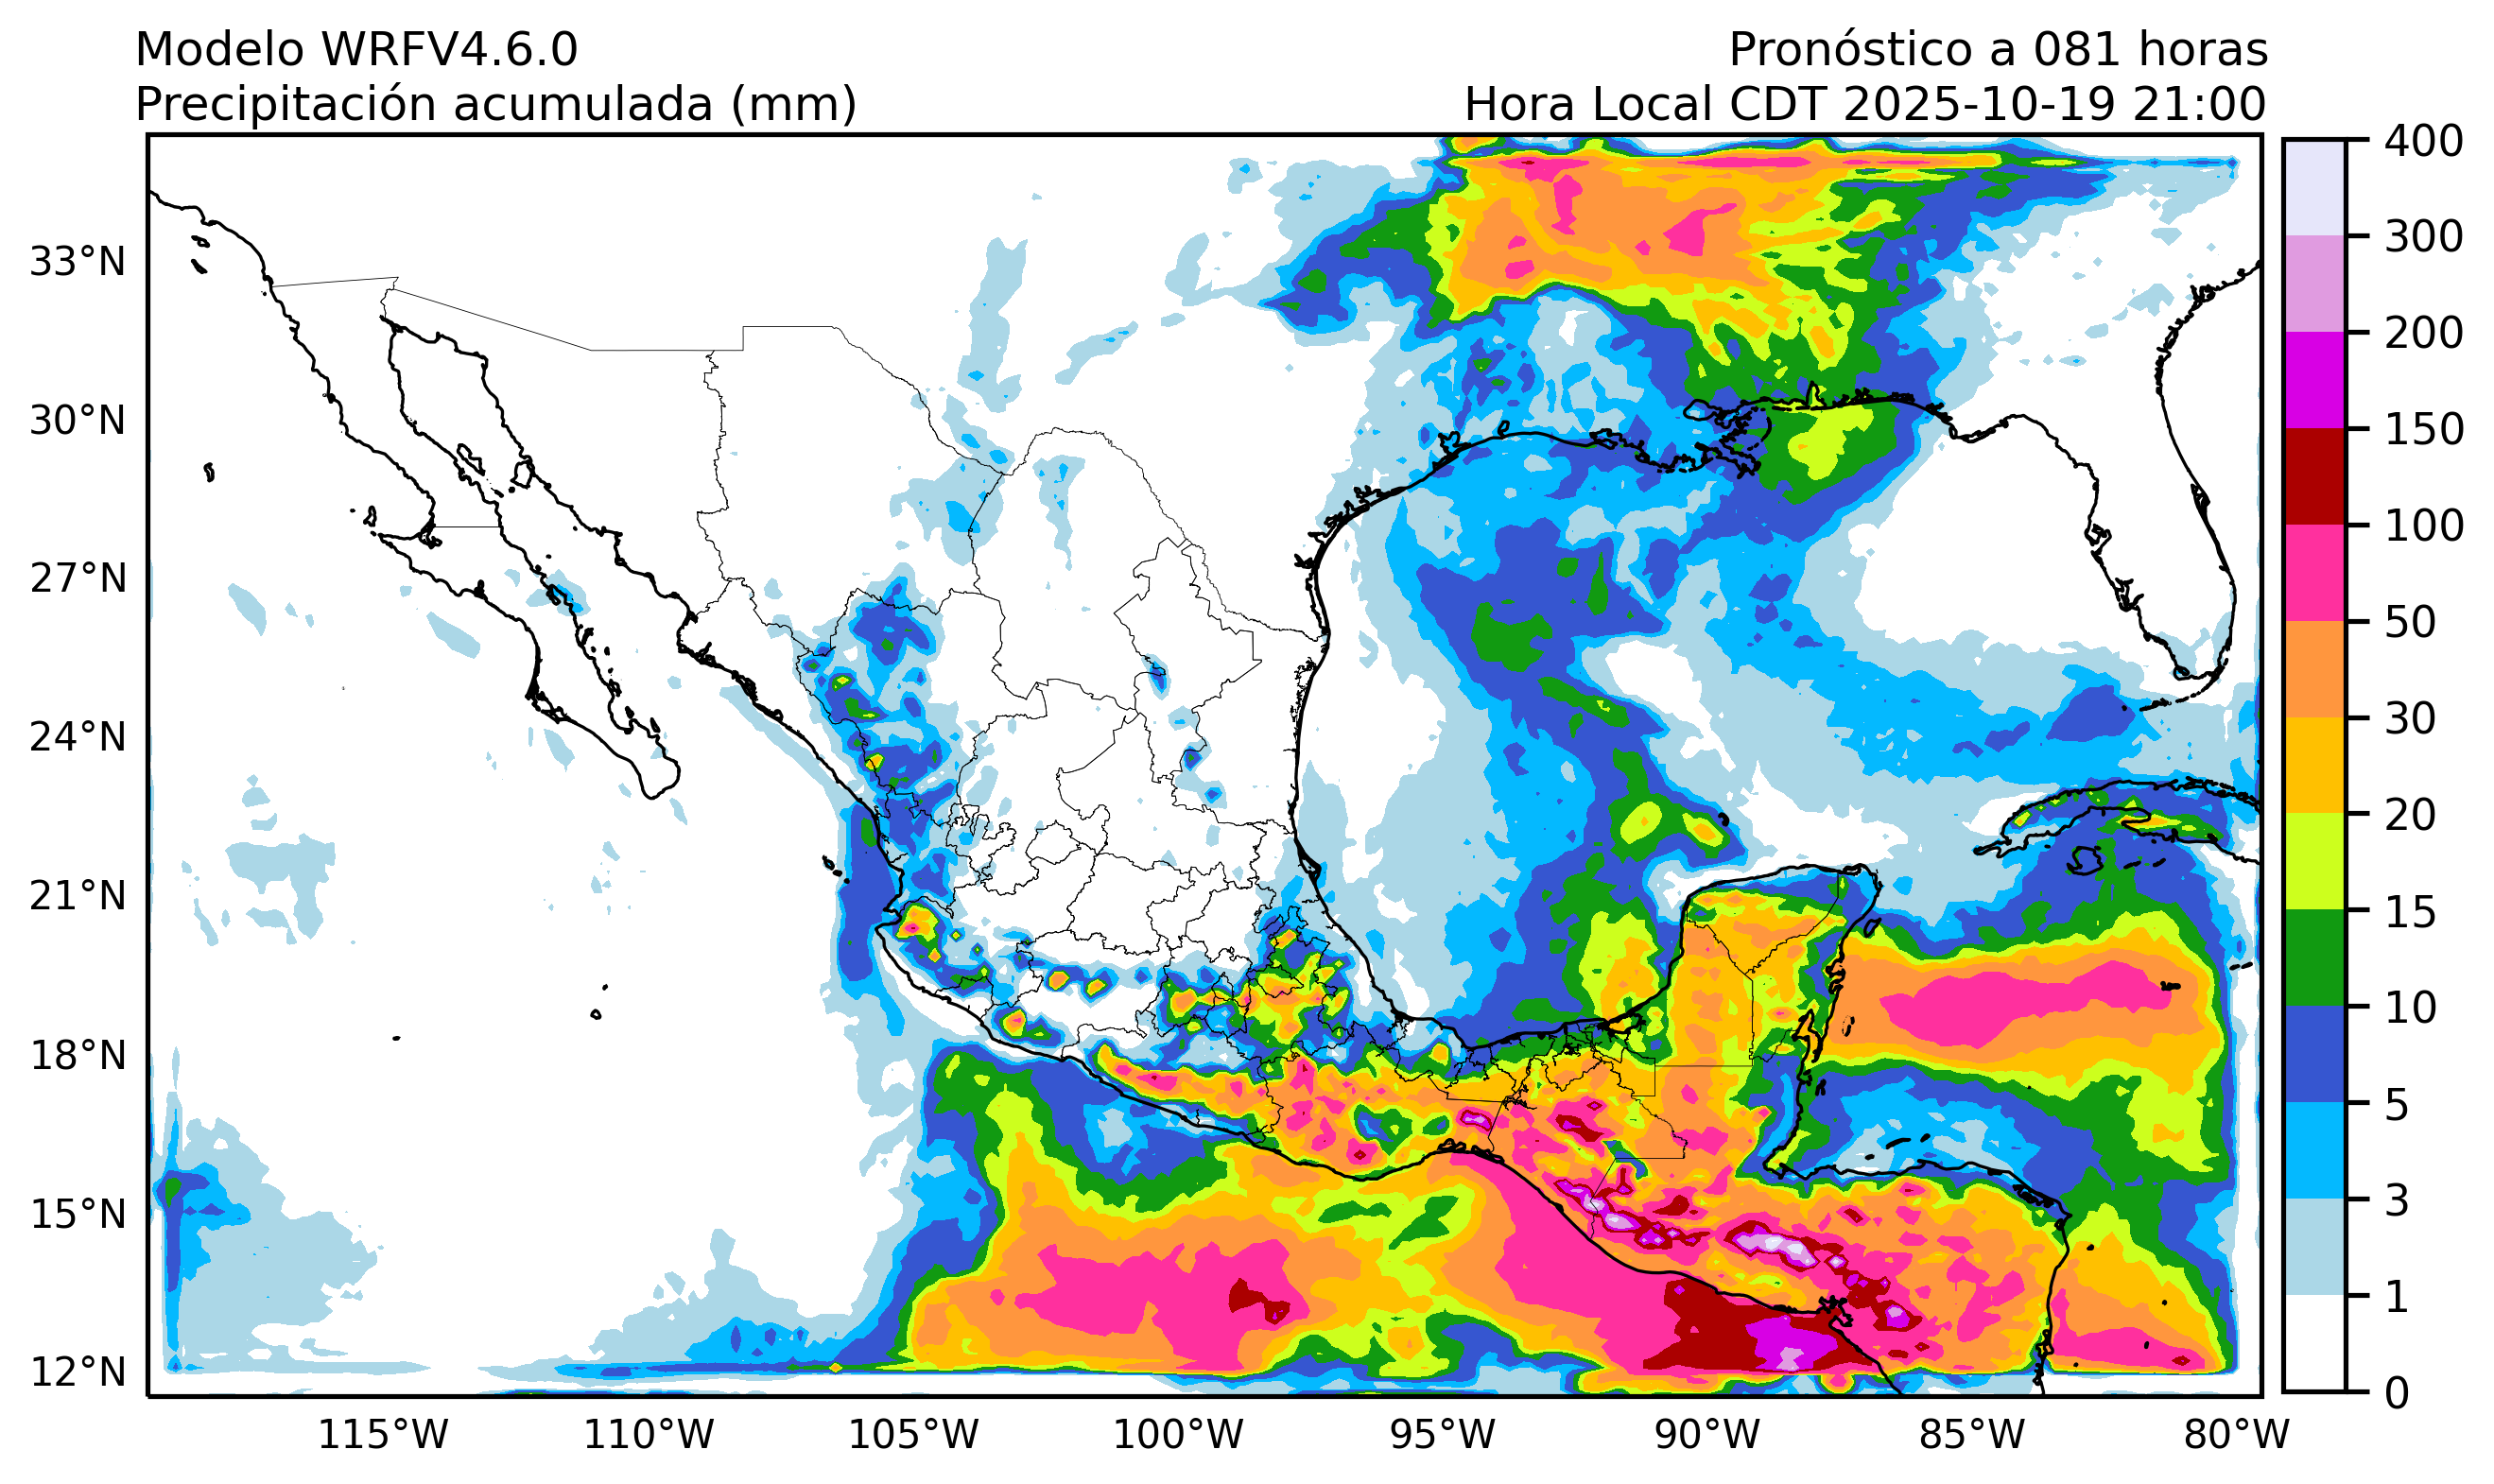 Modelo WRFV4.6.0
Pronóstico a 081 horas
Precipitación acumulada (mm)
Hora Local CDT 2025-10-19 21:00
400
300
200
150
100
50
30
20
15
10
5
3
1
0
33°N
30°N
27°N
24°N
21°N
18°N
15°N
12°N
115°W
110°W
105°W
100°W
95°W
90°W
85°W
80°W